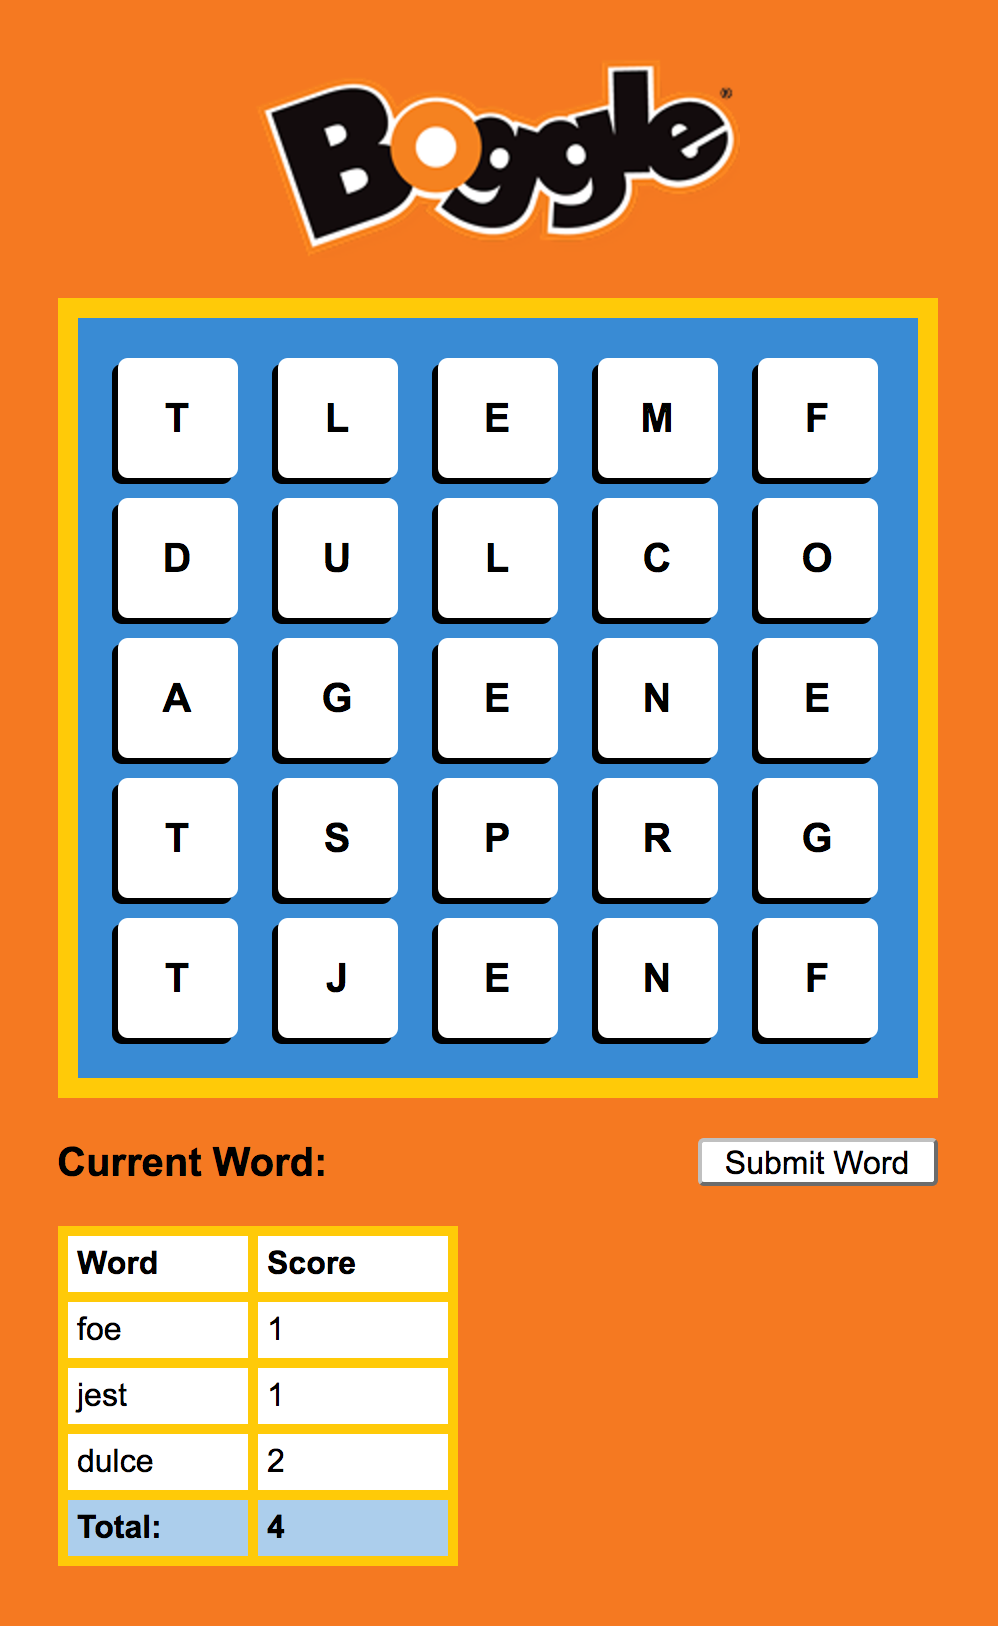 Boggle®
T L E M F
D U L C O
A G E N E
T S P R G
T J E N F
Current Word: Submit Word
Word Score
foe 1
jest 1
dulce 2
Total: 4